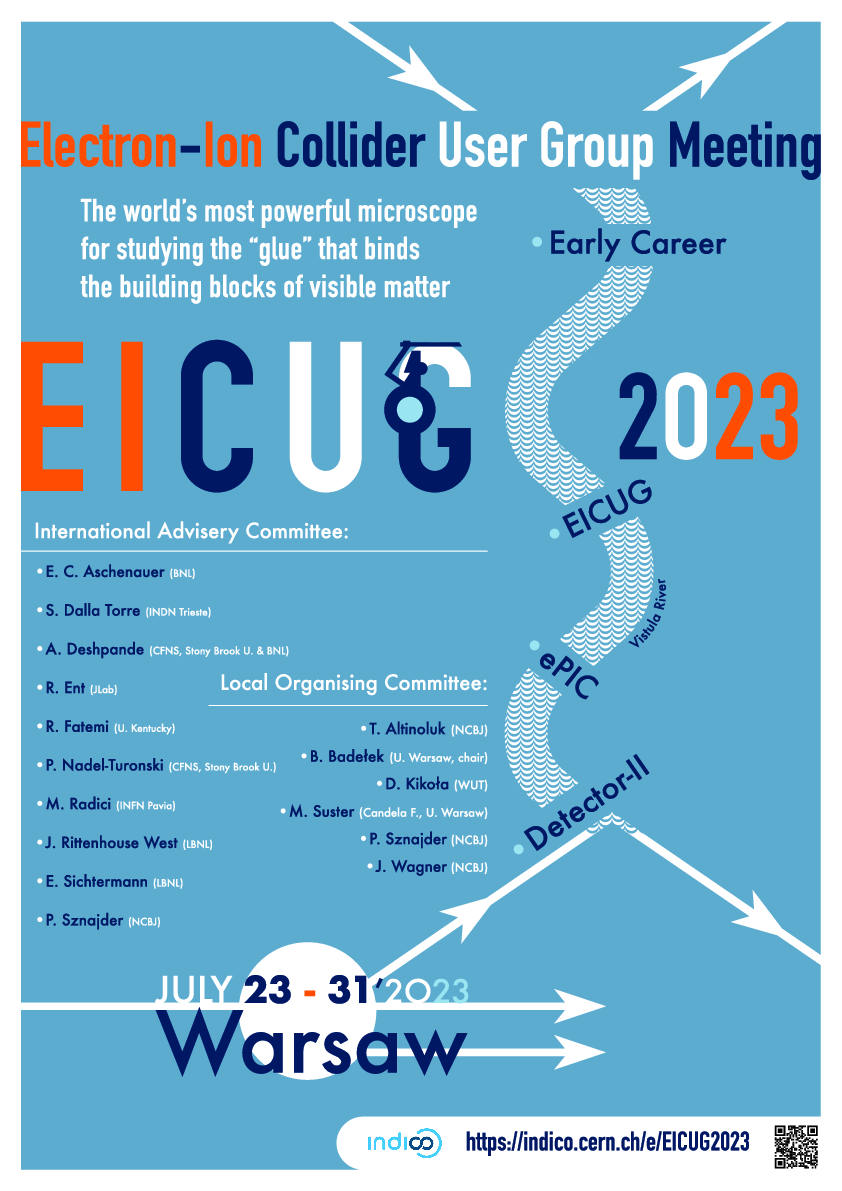 Electron-Ion Collider User Group Meeting
The world's most powerful microscope
for studying the "glue" that binds
the building blocks of visible matter
• Early Career
EICUG
2023
• EICUG
Vistula River
• ePIC
• Detector-II
International Advisery Committee:
• E. C. Aschenauer (BNL)
• S. Dalla Torre (INDN Trieste)
• A. Deshpande (CFNS, Stony Brook U. & BNL)
• R. Ent (JLab)
• R. Fatemi (U. Kentucky)
• P. Nadel-Turonski (CFNS, Stony Brook U.)
• M. Radici (INFN Pavia)
• J. Rittenhouse West (LBNL)
• E. Sichtermann (LBNL)
• P. Sznajder (NCBJ)
Local Organising Committee:
• T. Altinoluk (NCBJ)
• B. Badełek (U. Warsaw, chair)
• D. Kikoła (WUT)
• M. Suster (Candela F., U. Warsaw)
• P. Sznajder (NCBJ)
• J. Wagner (NCBJ)
JULY 23 - 31'2023
Warsaw
indico
https://indico.cern.ch/e/EICUG2023